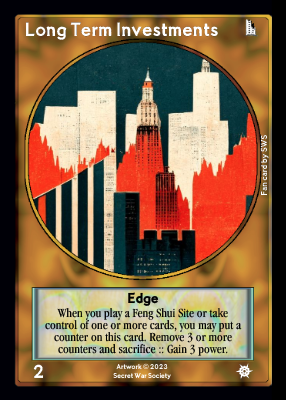 Long Term Investments
Fan card by SWS
Edge
When you play a Feng Shui Site or take
control of one or more cards, you may put a
counter on this card. Remove 3 or more
counters and sacrifice :: Gain 3 power.
2
Artwork © 2023
Secret War Society